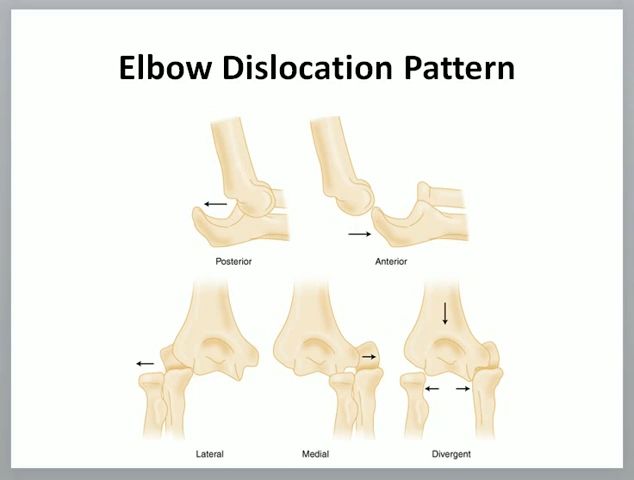 Elbow Dislocation Pattern
Posterior
Anterior
Lateral
Medial
Divergent